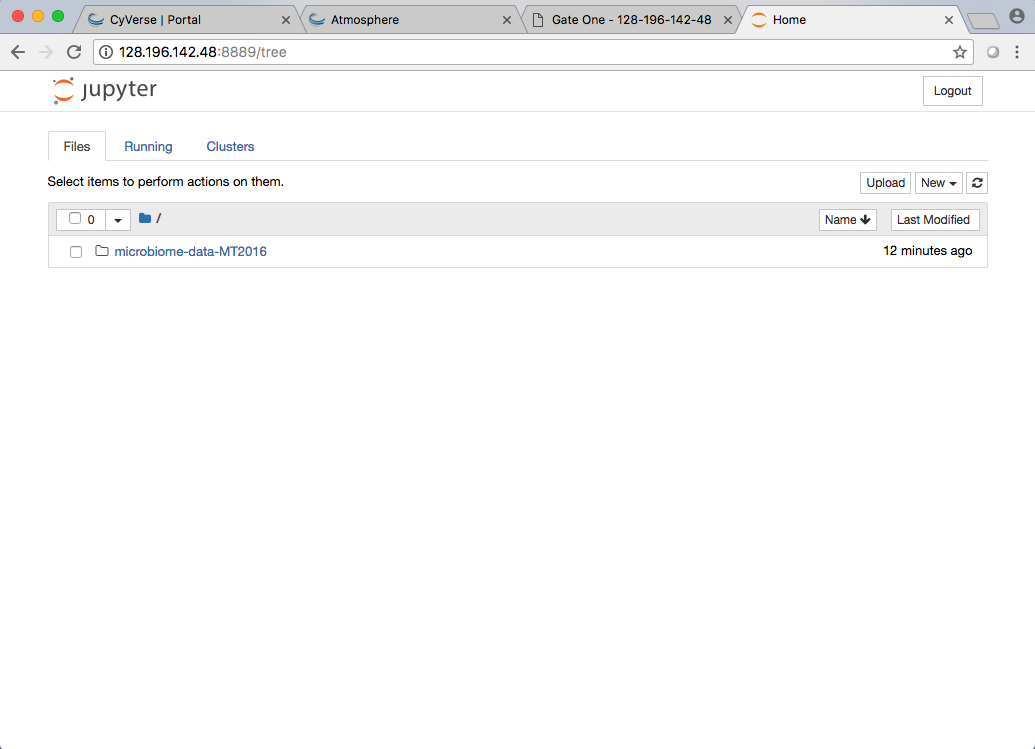 CyVerse | Portal
Atmosphere
Gate One - 128-196-142-48
Home
128.196.142.48:8889/tree
jupyter
Logout
Files
Running
Clusters
Select items to perform actions on them.
Upload
New
0
/
Name
Last Modified
microbiome-data-MT2016
12 minutes ago